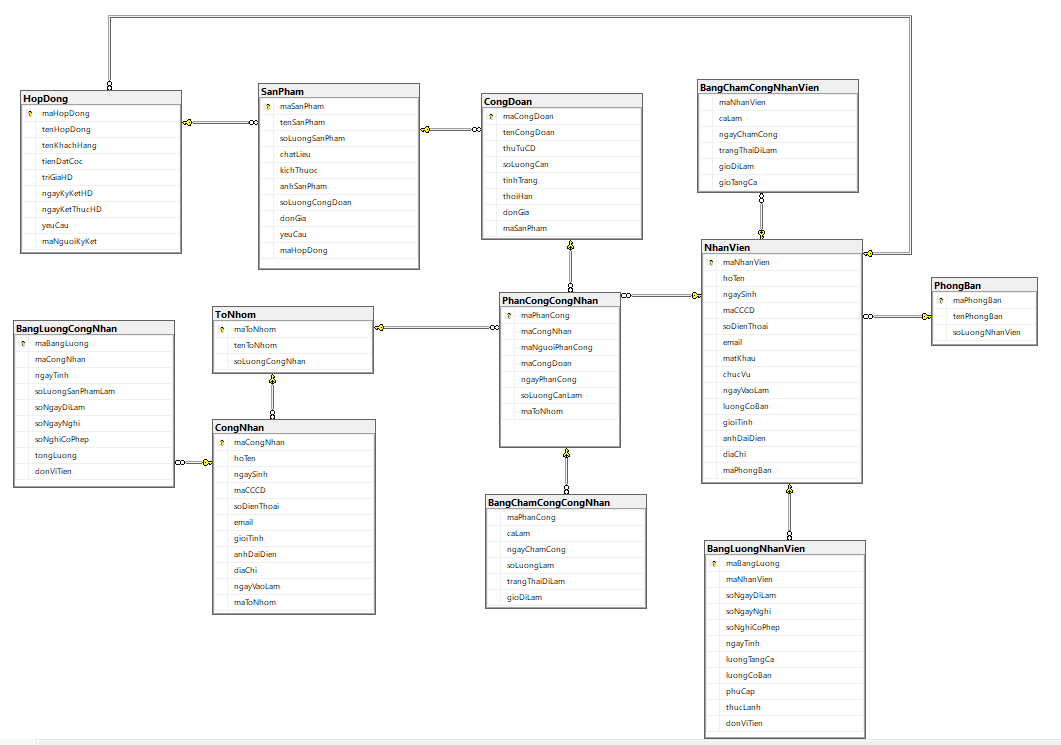 HopDong
maHopDong
tenHopDong
tenKhachHang
tienDatCoc
triGiaHD
ngayKyKetHD
ngayKetThucHD
yeuCau
maNguoiKyKet
SanPham
maSanPham
tenSanPham
soLuongSanPham
chatLieu
kichThuoc
anhSanPham
soLuongCongDoan
donGia
yeuCau
maHopDong
CongDoan
maCongDoan
tenCongDoan
thuTuCD
soLuongCan
tinhTrang
thoiHan
donGia
maSanPham
BangChamCongNhanVien
maNhanVien
caLam
ngayChamCong
trangThaiDiLam
gioDiLam
gioTangCa
NhanVien
maNhanVien
hoTen
ngaySinh
maCCCD
soDienThoai
email
matKhau
chucVu
ngayVaoLam
luongCoBan
gioiTinh
anhDaiDien
diaChi
maPhongBan
PhongBan
maPhongBan
tenPhongBan
soLuongNhanVien
PhanCongCongNhan
maPhanCong
maCongNhan
maNguoiPhanCong
maCongDoan
ngayPhanCong
soLuongCanLam
maToNhom
ToNhom
maToNhom
tenToNhom
soLuongCongNhan
BangLuongCongNhan
maBangLuong
maCongNhan
ngayTinh
soLuongSanPhamLam
soNgayDiLam
soNgayNghi
soNghiCoPhep
tongLuong
donViTien
CongNhan
maCongNhan
hoTen
ngaySinh
maCCCD
soDienThoai
email
gioiTinh
anhDaiDien
diaChi
ngayVaoLam
maToNhom
BangChamCongCongNhan
maPhanCong
caLam
ngayChamCong
soLuongLam
trangThaiDiLam
gioDiLam
BangLuongNhanVien
maBangLuong
maNhanVien
soNgayDiLam
soNgayNghi
soNghiCoPhep
ngayTinh
luongTangCa
luongCoBan
phuCap
thucLanh
donViTien